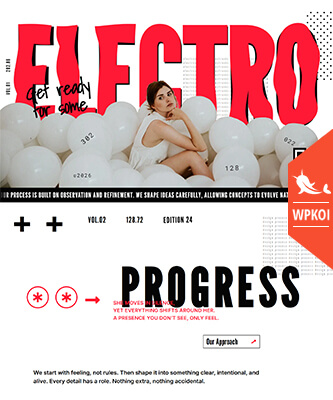 ELECTRO
VOL.01 202.60
get ready
for some
302
022
v2026
128
WPKOI
PROCESS IS BUILT ON OBSERVATION AND REFINEMENT. WE SHAPE IDEAS CAREFULLY, ALLOWING CONCEPTS TO EVOLVE
VOL.02 128.72 EDITION 24
PROGRESS
YET EVERYTHING SHIFTS AROUND HER.
A PRESENCE YOU DON'T SEE, ONLY FEEL.
Our Approach
We start with feeling, not rules. Then shape it into something clear, intentional, and
alive. Every detail has a role. Nothing extra, nothing accidental.